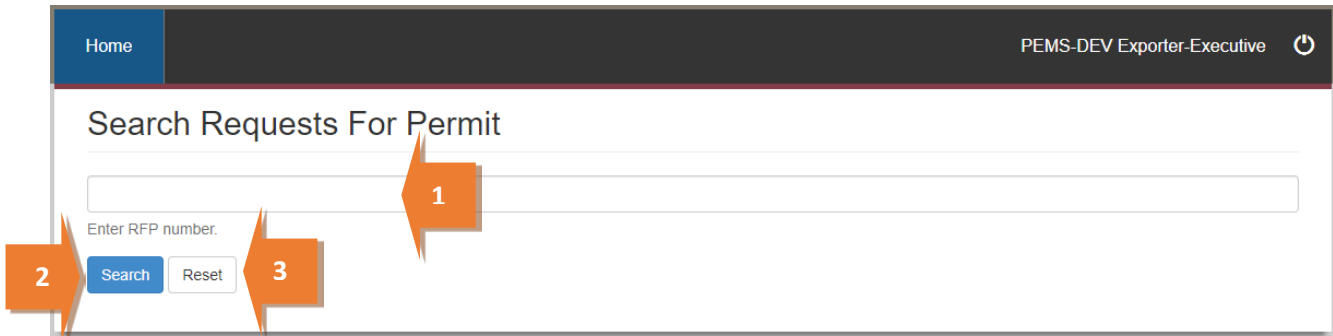 Home PEMS-DEV Exporter-Executive
Search Requests For Permit
1
Enter RFP number.
2 Search Reset 3